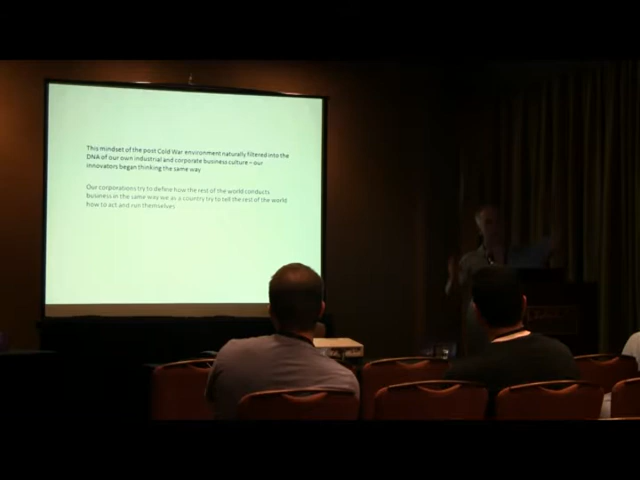 This mindset of the post Cold War environment naturally filtered into the
DNA of our own industrial and corporate business culture – our
innovators began thinking the same way
Our corporations try to define how the rest of the world conducts
business in the same way we as a country try to tell the rest of the world
how to act and run themselves